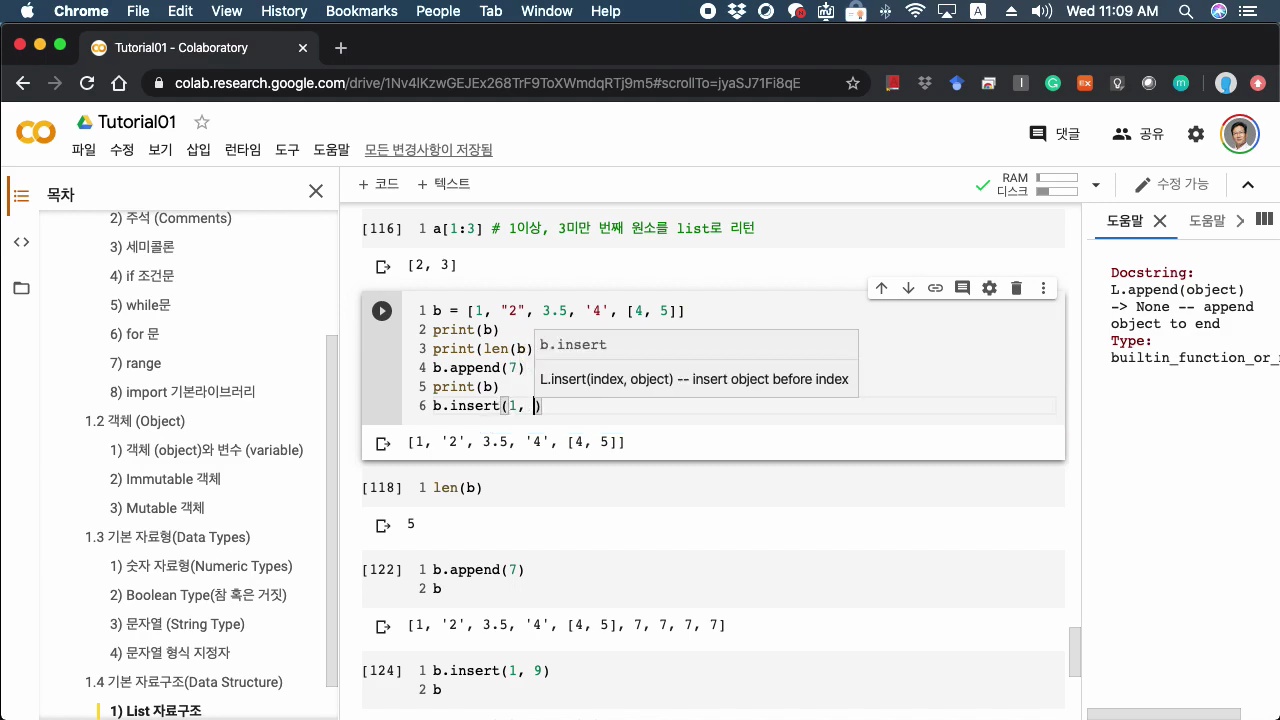 Chrome File Edit View History Bookmarks People Tab Window Help A Wed 11:09 AM
Tutorial01 - Colaboratory
colab.research.google.com/drive/1Nv4lKzwGEJEx268TrF9ToXWmdqRTj9m5#scrollTo=jyaSJ71Fi8qE
Tutorial01
댓글 공유
파일 수정 보기 삽입 런타임 도구 도움말 모든 변경사항이 저장됨
목차
+ 코드 + 텍스트
RAM
디스크
수정 가능
2) 주석 (Comments)
3) 세미콜론
4) if 조건문
5) while문
6) for 문
7) range
8) import 기본라이브러리
1.2 객체 (Object)
1) 객체 (object)와 변수 (variable)
2) Immutable 객체
3) Mutable 객체
1.3 기본 자료형(Data Types)
1) 숫자 자료형(Numeric Types)
2) Boolean Type(참 혹은 거짓)
3) 문자열 (String Type)
4) 문자열 형식 지정자
1.4 기본 자료구조(Data Structure)
1) List 자료구조
[116] 1 a[1:3] # 1이상, 3미만 번째 원소를 list로 리턴
[2, 3]
1 b = [1, "2", 3.5, '4', [4, 5]]
2 print(b)
3 print(len(b)
4 b.append(7)
5 print(b)
6 b.insert(1, )
b.insert
L.insert(index, object) -- insert object before index
[1, '2', 3.5, '4', [4, 5]]
[118] 1 len(b)
5
[122] 1 b.append(7)
2 b
[1, '2', 3.5, '4', [4, 5], 7, 7, 7, 7]
[124] 1 b.insert(1, 9)
2 b
도움말 도움말
Docstring:
L.append(object)
-> None -- append
object to end
Type:
builtin_function_or_